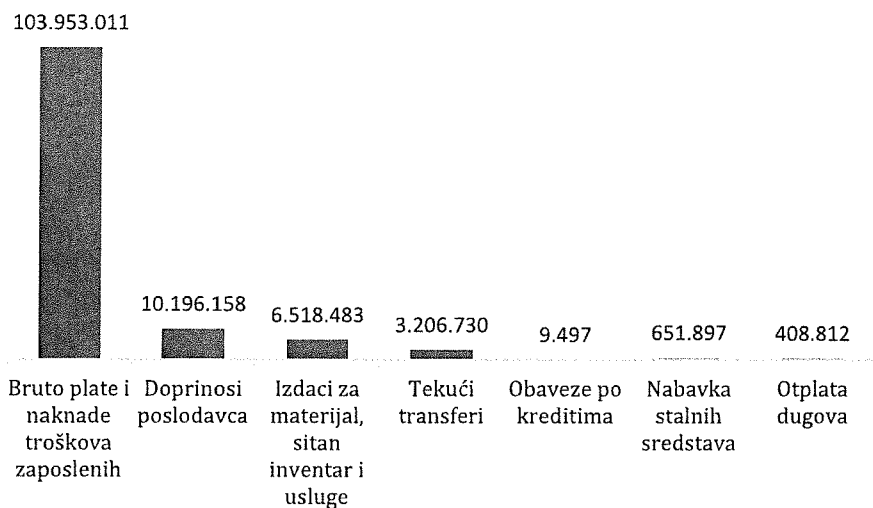 103.953.011
10.196.158
6.518.483
3.206.730
9.497
651.897
408.812
Bruto plate i
naknade
troškova
zaposlenih
Doprinosi
poslodavca
Izdaci za
materijal,
sitan
inventar i
usluge
Tekući
transferi
Obaveze po
kreditima
Nabavka
stalnih
sredstava
Otplata
dugova